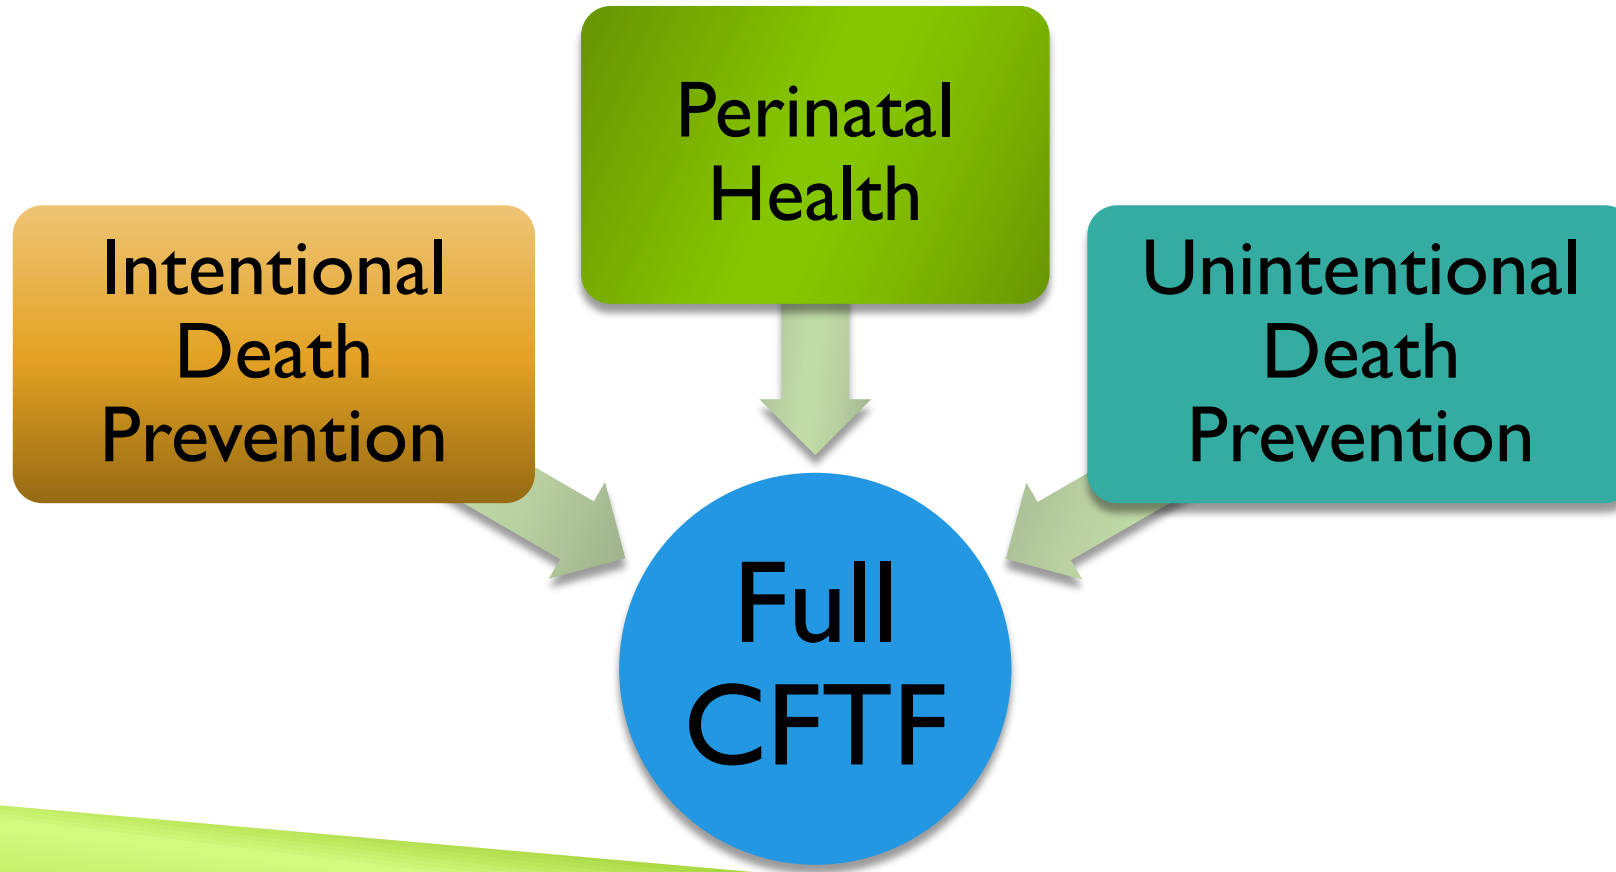 Perinatal
Health
Intentional
Death
Prevention
Unintentional
Death
Prevention
Full
CFTF